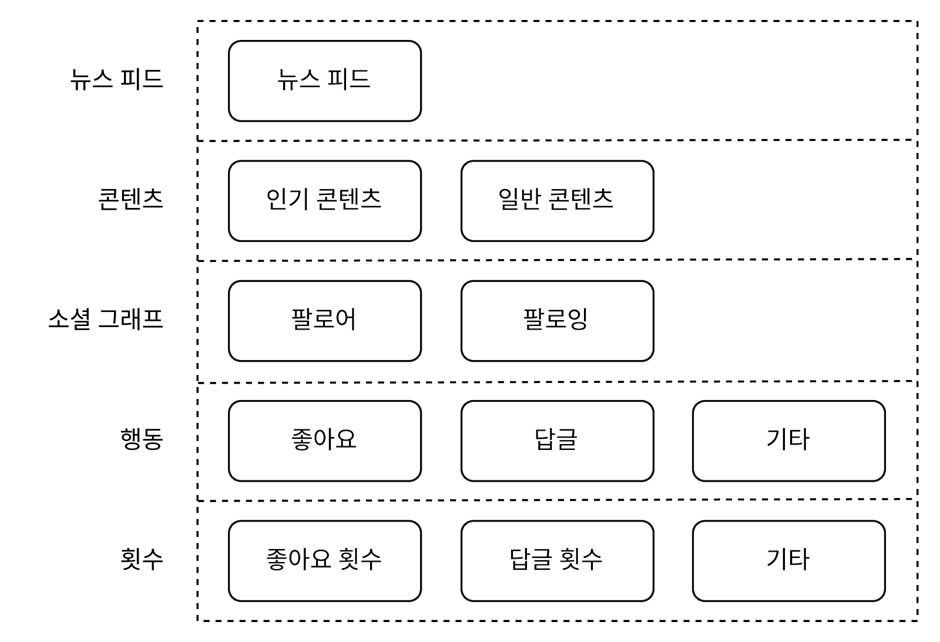 뉴스 피드
뉴스 피드
콘텐츠
인기 콘텐츠
일반 콘텐츠
소셜 그래프
팔로어
팔로잉
행동
좋아요
답글
기타
횟수
좋아요 횟수
답글 횟수
기타